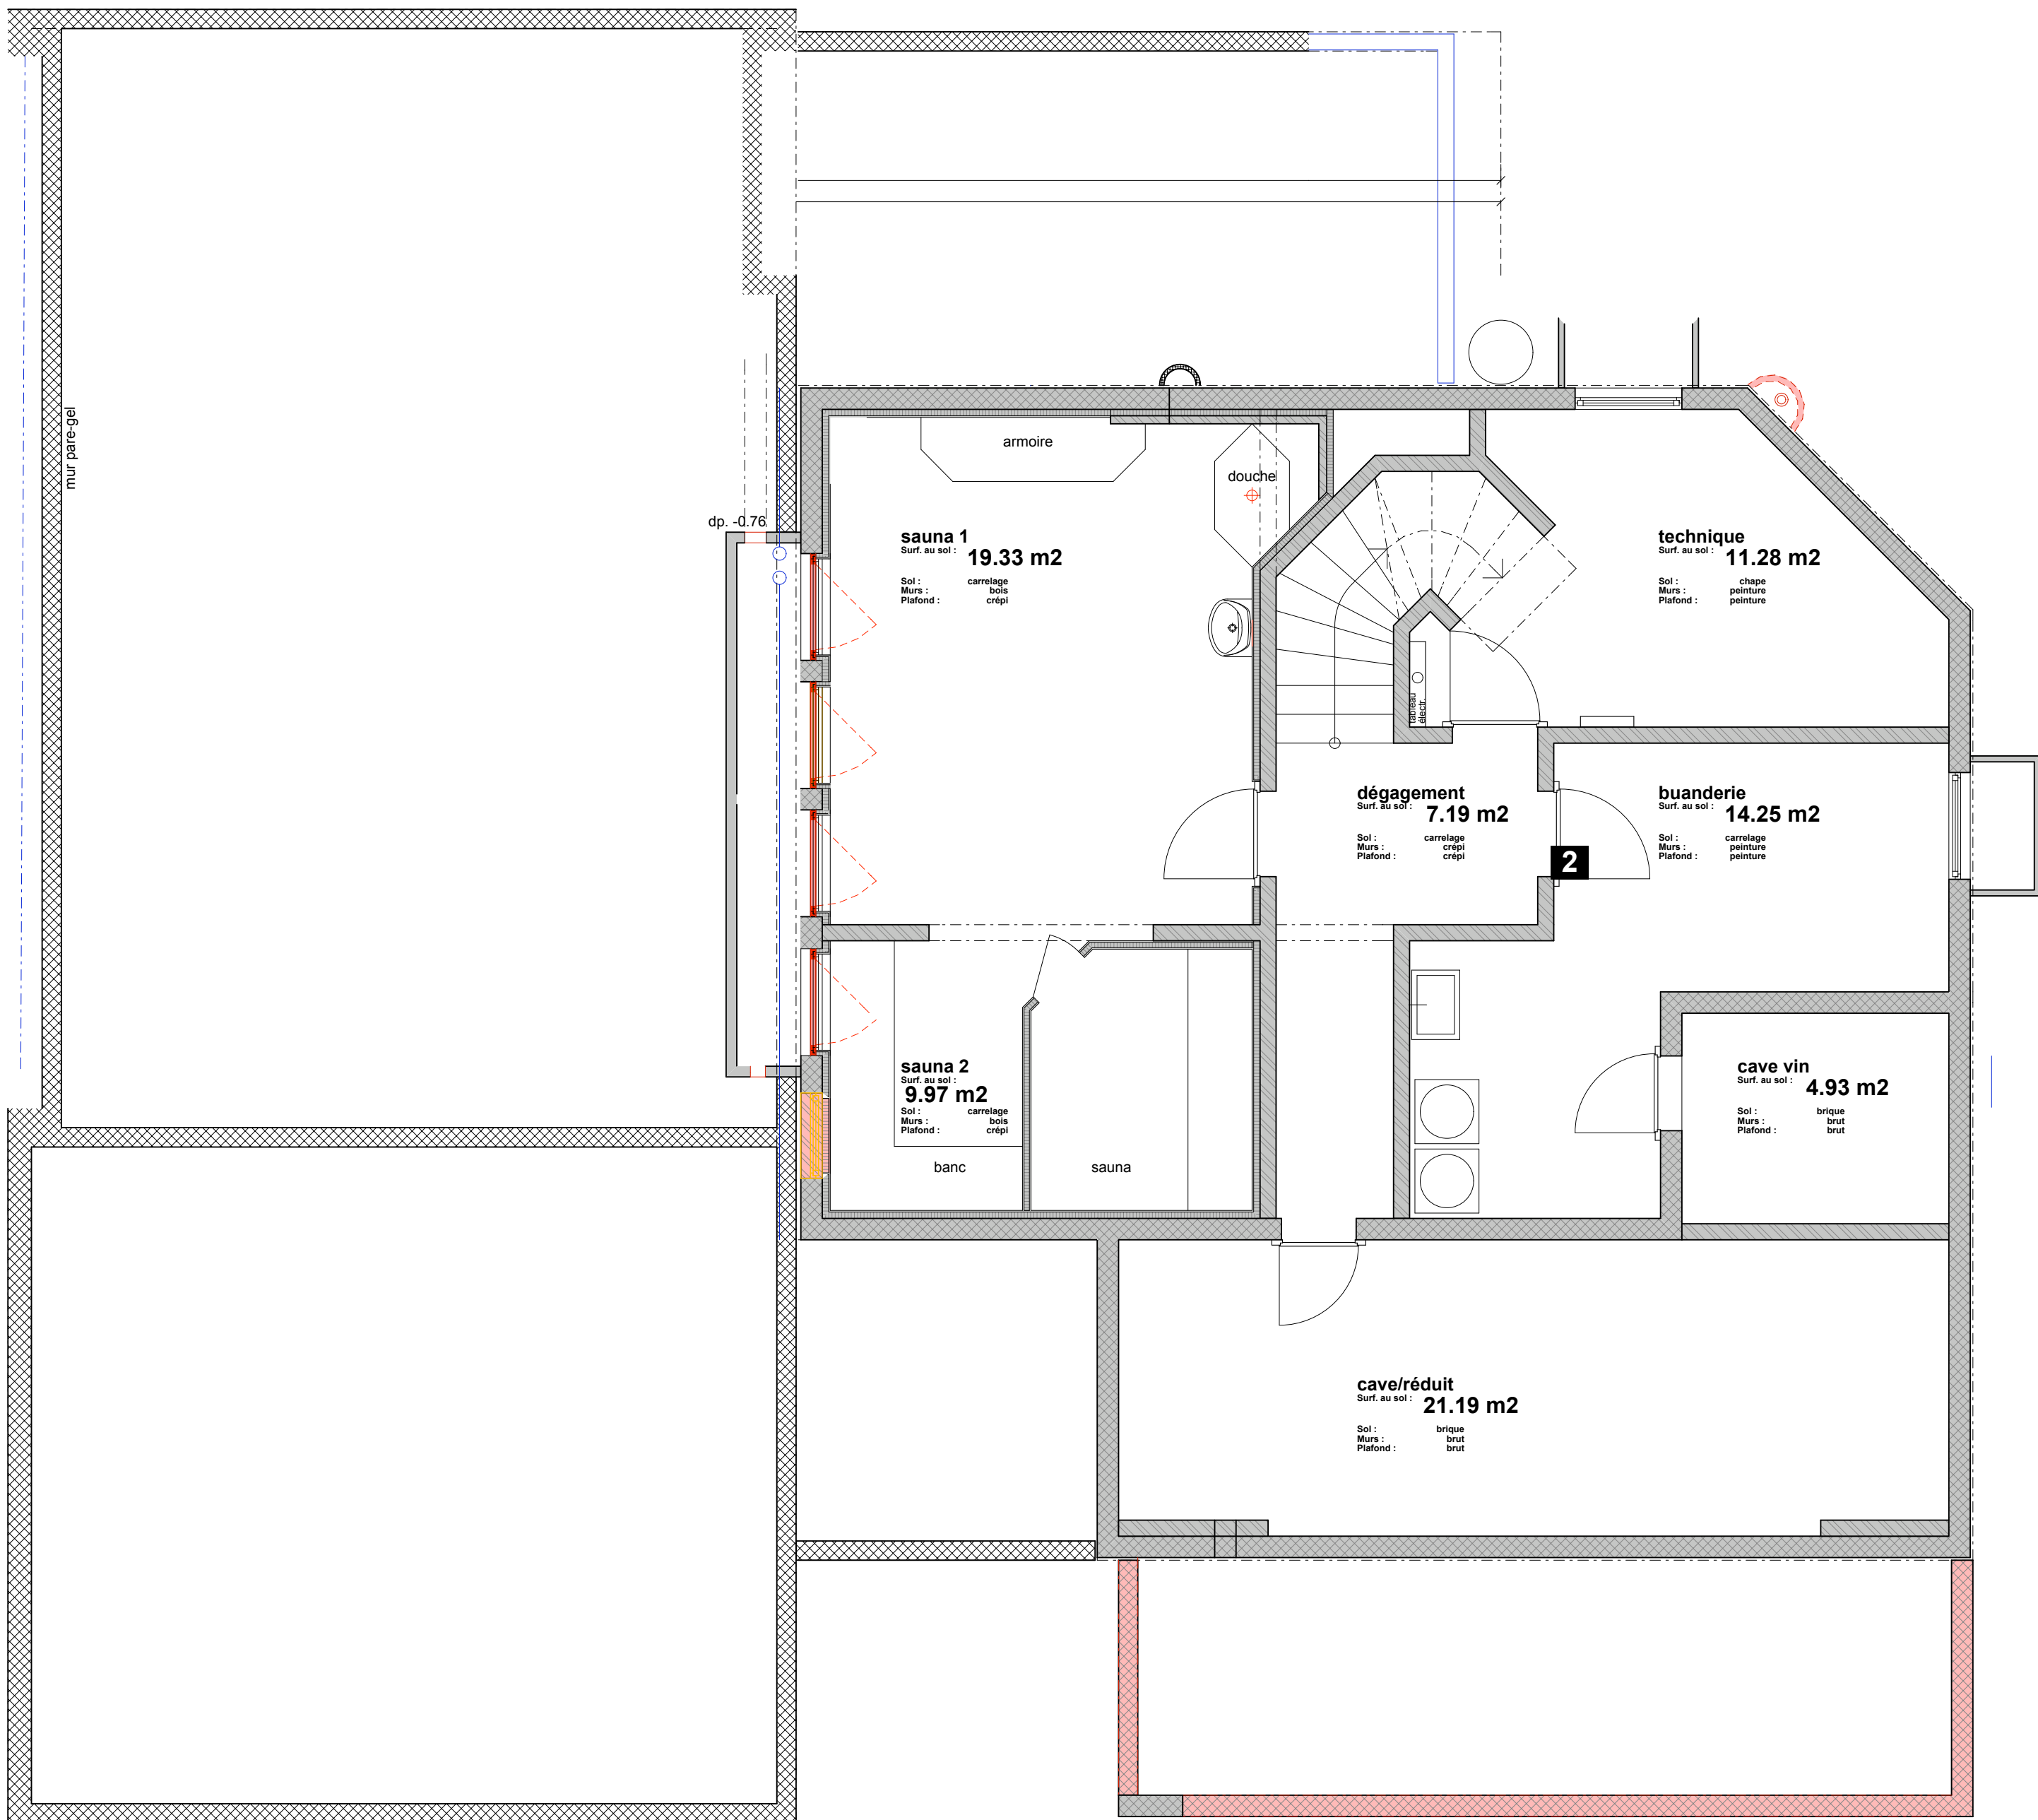 mur pare-gel
dp. -0.76
armoire
douche
sauna 1
Surf. au sol : 19.33 m2
Sol : carrelage
Murs : bois
Plafond : crépi
technique
Surf. au sol : 11.28 m2
Sol : chape
Murs : peinture
Plafond : peinture
tableau
électr.
dégagement
Surf. au sol : 7.19 m2
Sol : carrelage
Murs : crépi
Plafond : crépi
buanderie
Surf. au sol : 14.25 m2
Sol : carrelage
Murs : peinture
Plafond : peinture
2
sauna 2
Surf. au sol :
9.97 m2
Sol : carrelage
Murs : bois
Plafond : crépi
banc
sauna
cave vin
Surf. au sol : 4.93 m2
Sol : brique
Murs : brut
Plafond : brut
cave/réduit
Surf. au sol : 21.19 m2
Sol : brique
Murs : brut
Plafond : brut